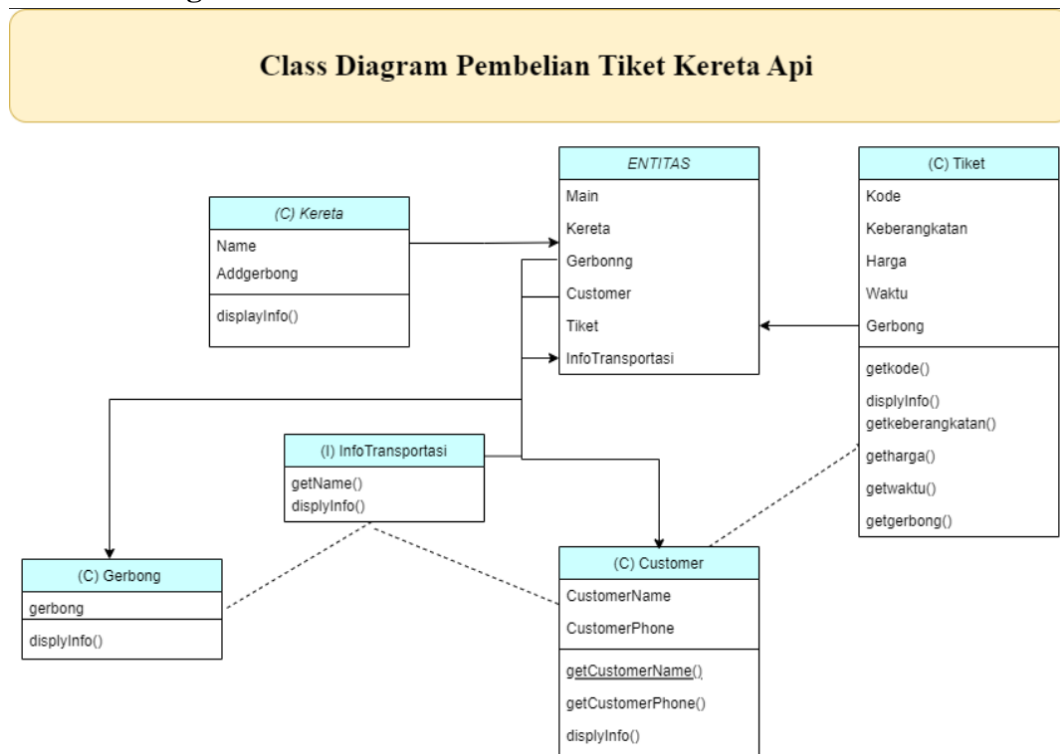 Class Diagram Pembelian Tiket Kereta Api
ENTITAS
Main
Kereta
Gerbonng
Customer
Tiket
InfoTransportasi
(C) Tiket
Kode
Keberangkatan
Harga
Waktu
Gerbong
getkode()
displyInfo()
getkeberangkatan()
getharga()
getwaktu()
getgerbong()
(C) Kereta
Name
Addgerbong
displayInfo()
(I) InfoTransportasi
getName()
displyInfo()
(C) Gerbong
gerbong
displyInfo()
(C) Customer
CustomerName
CustomerPhone
getCustomerName()
getCustomerPhone()
displyInfo()